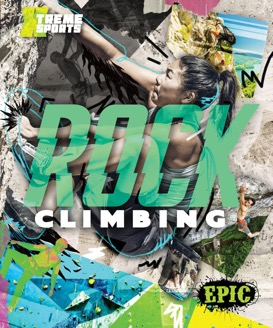 XTREME
SPORTS
ROCK
CLIMBING
EPIC